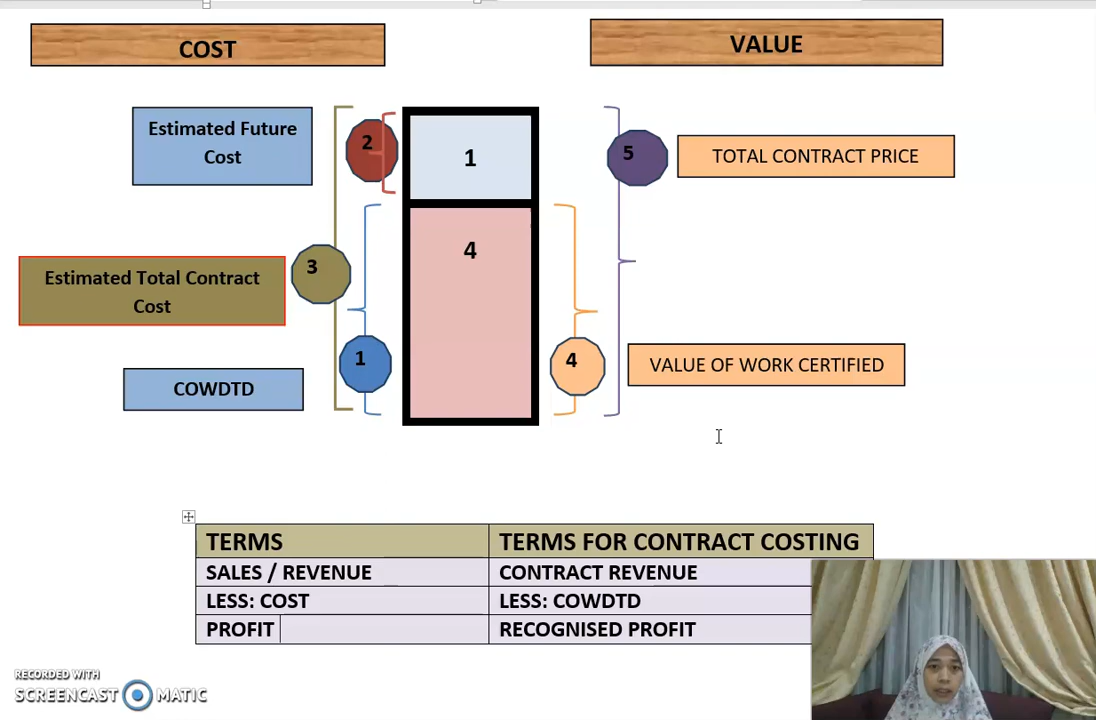 COST
VALUE
Estimated Future
Cost
2
1
5
TOTAL CONTRACT PRICE
4
Estimated Total Contract
Cost
3
1
4
VALUE OF WORK CERTIFIED
COWDTD
TERMS
TERMS FOR CONTRACT COSTING
SALES / REVENUE
CONTRACT REVENUE
LESS: COST
LESS: COWDTD
PROFIT
RECOGNISED PROFIT
RECORDED WITH
SCREENCAST MATIC